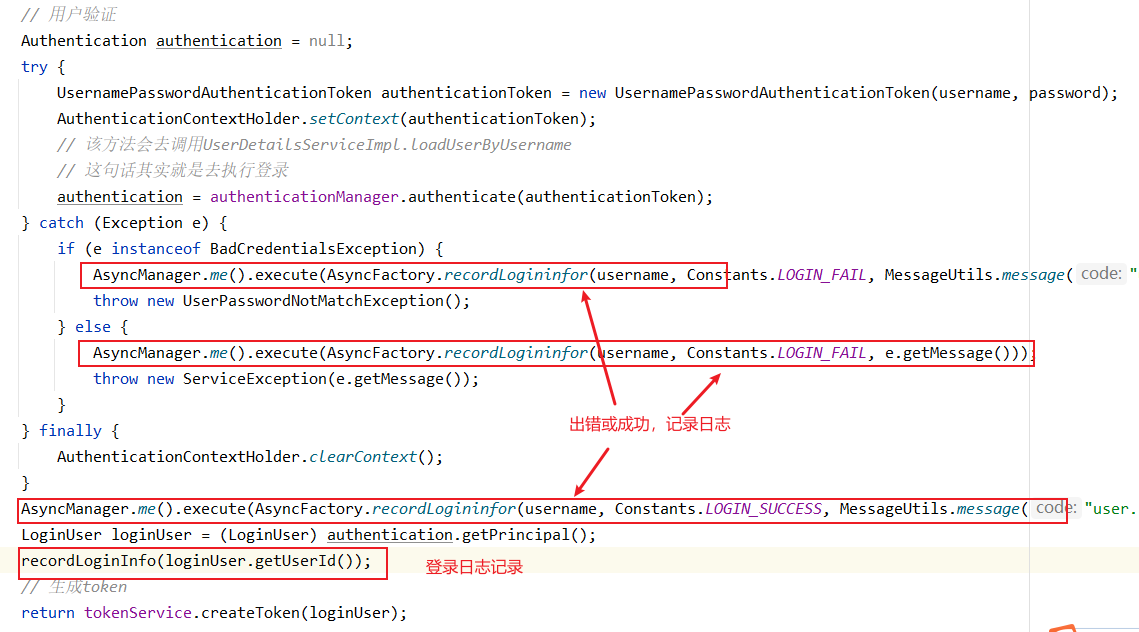 // 用户验证
Authentication authentication = null;
try {
UsernamePasswordAuthenticationToken authenticationToken = new UsernamePasswordAuthenticationToken(username, password);
AuthenticationContextHolder.setContext(authenticationToken);
// 该方法会去调用UserDetailsServiceImpl.loadUserByUsername
// 这句话其实就是去执行登录
authentication = authenticationManager.authenticate(authenticationToken);
} catch (Exception e) {
if (e instanceof BadCredentialsException) {
AsyncManager.me().execute(AsyncFactory.recordLogininfor(username, Constants.LOGIN_FAIL, MessageUtils.message( code: "
throw new UserPasswordNotMatchException();
} else {
AsyncManager.me().execute(AsyncFactory.recordLogininfor(username, Constants.LOGIN_FAIL, e.getMessage()));
throw new ServiceException(e.getMessage());
}
出错或成功，记录日志
} finally {
AuthenticationContextHolder.clearContext();
}
AsyncManager.me().execute(AsyncFactory.recordLogininfor(username, Constants.LOGIN_SUCCESS, MessageUtils.message( code: "user.
LoginUser loginUser = (LoginUser) authentication.getPrincipal();
recordLoginInfo(loginUser.getUserId()); 登录日志记录
// 生成token
return tokenService.createToken(loginUser);